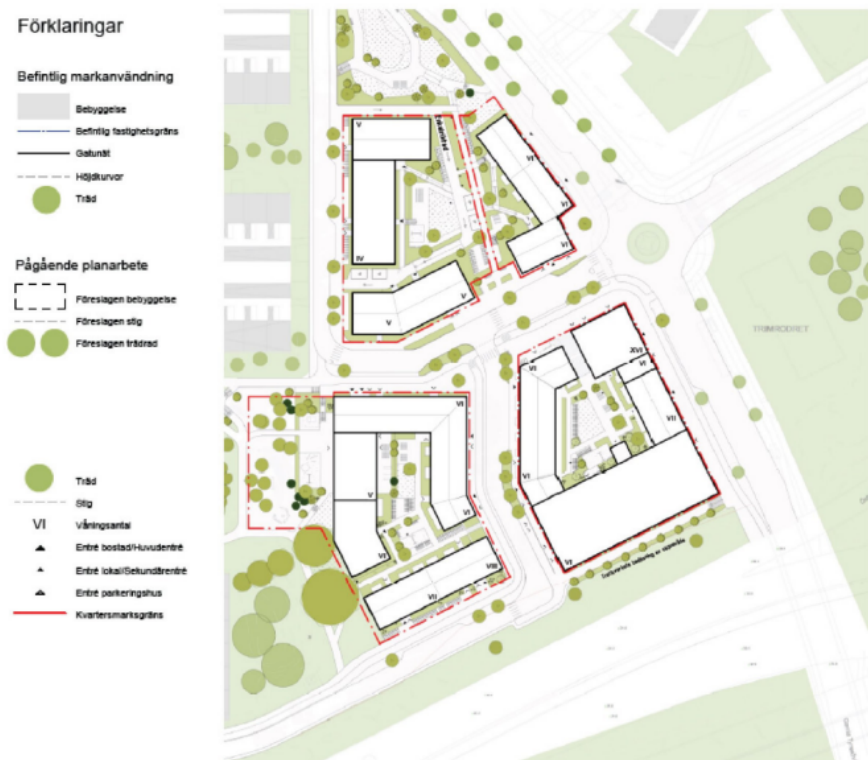 Förklaringar
Befintlig markanvändning
Bebyggelse
Befintlig fastighetsgräns
Gatunät
Höjdkurvor
Träd
Pågående planarbete
Föreslagen bebyggelse
Föreslagen stig
Föreslagen trädrad
Träd
Stig
VI Våningsantal
Entré bostad/Huvudentré
Entré lokal/Sekundärentré
Entré parkeringshus
Kvartersmarksgräns
V
IV
V
V
VI
VI
VI
TRIMRÖDRET
VI
XVI
VI
VII
VI
VI
VI
V
VI
VI
VIII
VII